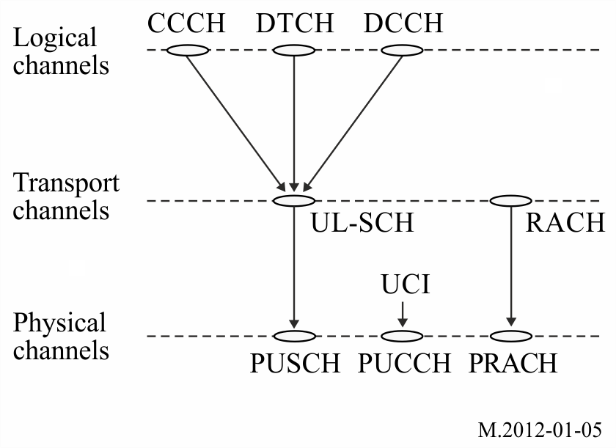 CCCH DTCH DCCH
Logical
channels
Transport
channels
UL-SCH RACH
UCI
Physical
channels
PUSCH PUCCH PRACH
M.2012-01-05